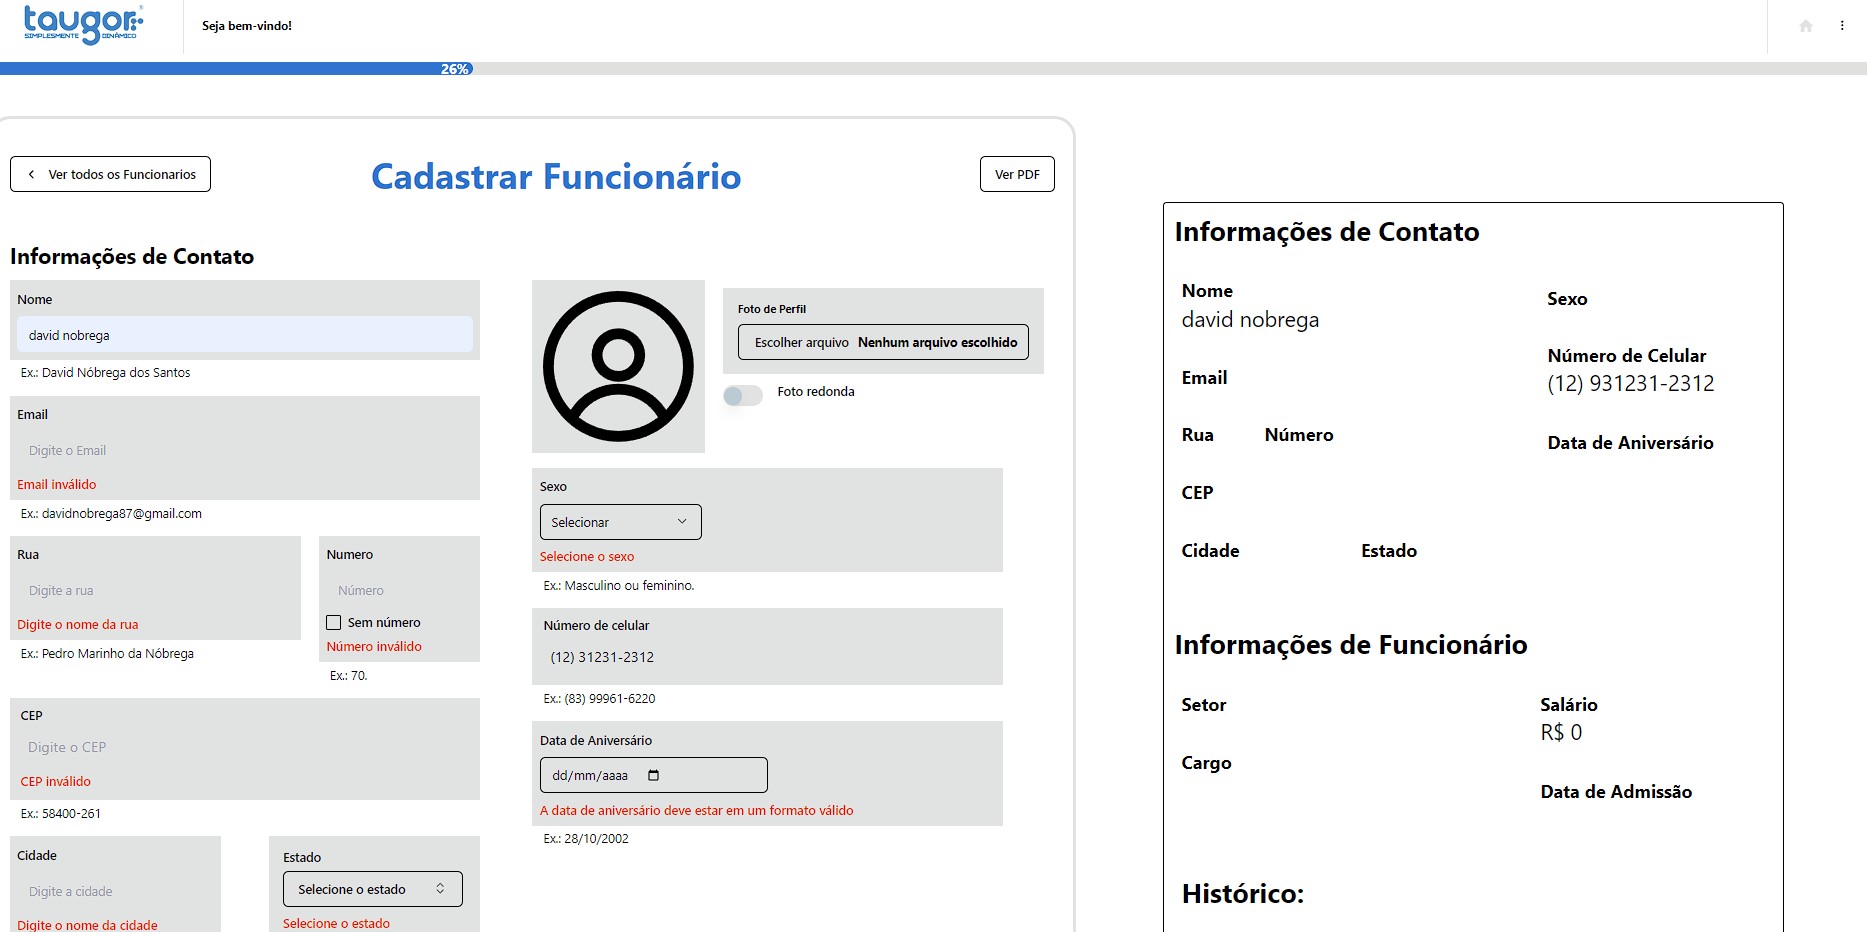 taugor
SIMPLESMENTE DINÂMICO
Seja bem-vindo!
26%
Ver todos os Funcionarios
Cadastrar Funcionário
Ver PDF
Informações de Contato
Nome
david nobrega
Ex.: David Nóbrega dos Santos
Email
Digite o Email
Email inválido
Ex.: davidnobrega87@gmail.com
Rua
Digite a rua
Digite o nome da rua
Ex.: Pedro Marinho da Nóbrega
Numero
Número
Sem número
Número inválido
Ex.: 70.
CEP
Digite o CEP
CEP inválido
Ex.: 58400-261
Cidade
Digite a cidade
Digite o nome da cidade
Estado
Selecione o estado
Selecione o estado
Foto de Perfil
Escolher arquivo Nenhum arquivo escolhido
Foto redonda
Sexo
Selecionar
Selecione o sexo
Ex.: Masculino ou feminino.
Número de celular
(12) 31231-2312
Ex.: (83) 99961-6220
Data de Aniversário
dd/mm/aaaa
A data de aniversário deve estar em um formato válido
Ex.: 28/10/2002
Informações de Contato
Nome
david nobrega
Email
Rua Número
CEP
Cidade Estado
Sexo
Número de Celular
(12) 931231-2312
Data de Aniversário
Informações de Funcionário
Setor
Cargo
Salário
R$ 0
Data de Admissão
Histórico: